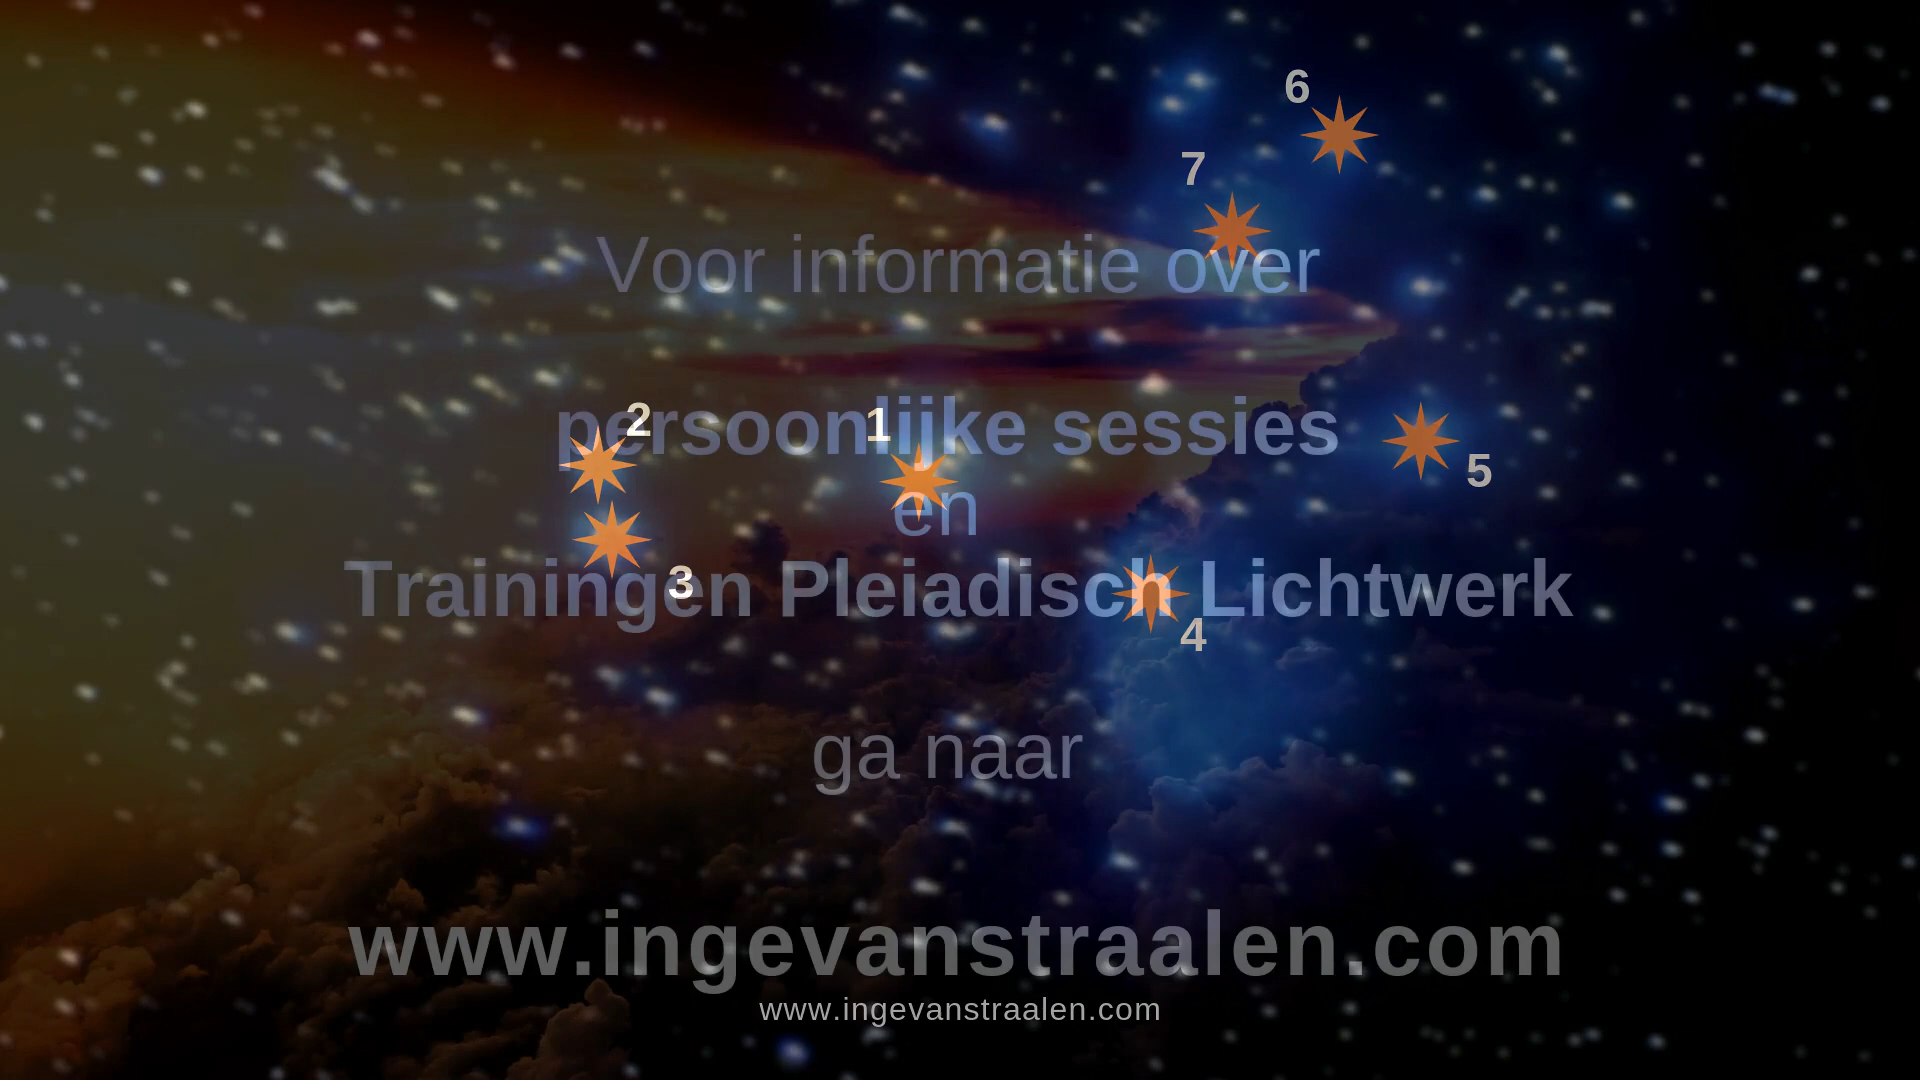 6
7
Voor informatie over
2
1
persoonlijke sessies
5
en
3
Trainingen Pleiadisch Lichtwerk
4
ga naar
www.ingevanstraalen.com
www.ingevanstraalen.com